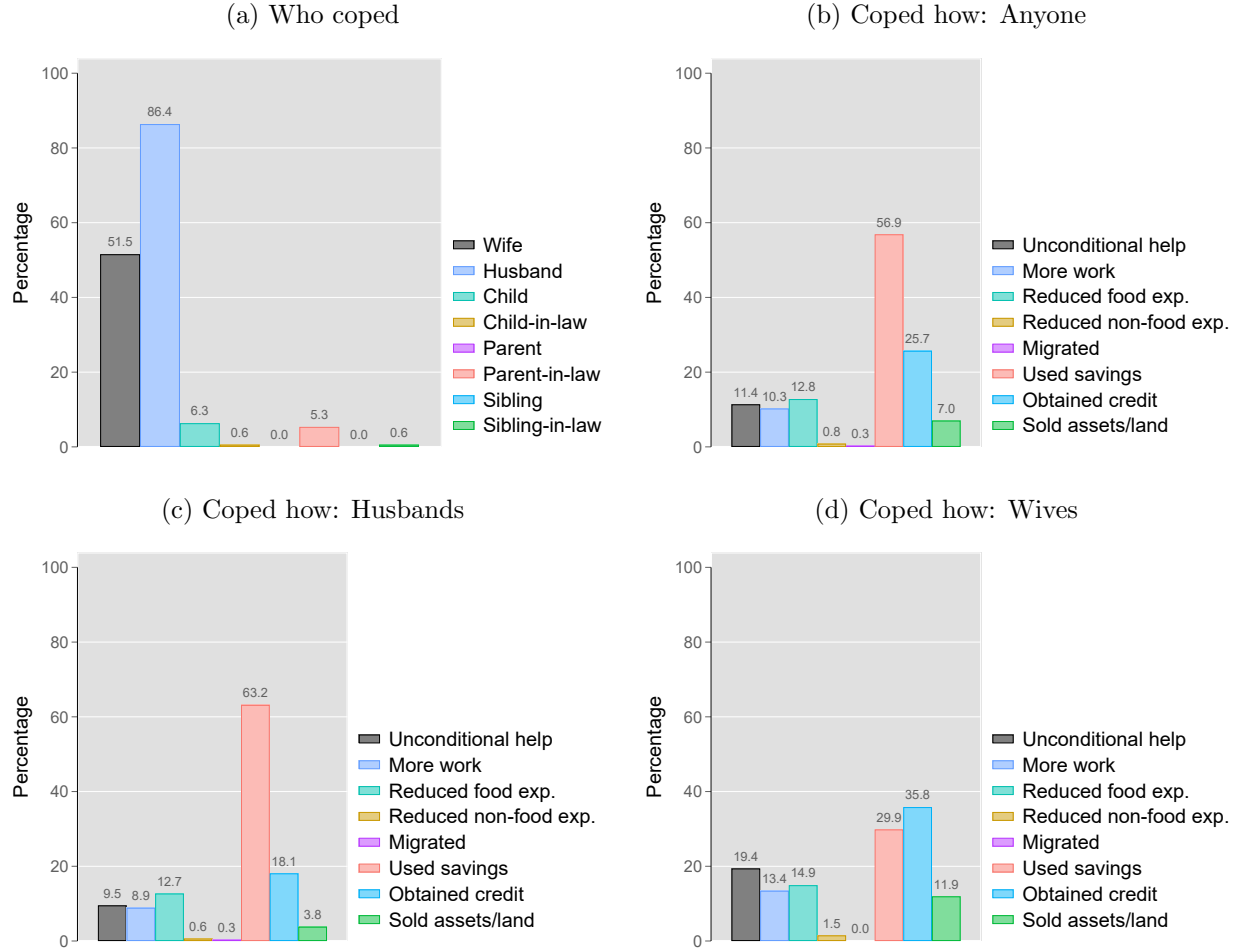 (a) Who coped
100
80
60
40
20
0
Percentage
51.5
86.4
6.3
0.6
0.0
5.3
0.0
0.6
Wife
Husband
Child
Child-in-law
Parent
Parent-in-law
Sibling
Sibling-in-law
(b) Coped how: Anyone
100
80
60
40
20
0
Percentage
11.4
10.3
12.8
0.8
0.3
56.9
25.7
7.0
Unconditional help
More work
Reduced food exp.
Reduced non-food exp.
Migrated
Used savings
Obtained credit
Sold assets/land
(c) Coped how: Husbands
100
80
60
40
20
0
Percentage
9.5
8.9
12.7
0.6
0.3
63.2
18.1
3.8
Unconditional help
More work
Reduced food exp.
Reduced non-food exp.
Migrated
Used savings
Obtained credit
Sold assets/land
(d) Coped how: Wives
100
80
60
40
20
0
Percentage
19.4
13.4
14.9
1.5
0.0
29.9
35.8
11.9
Unconditional help
More work
Reduced food exp.
Reduced non-food exp.
Migrated
Used savings
Obtained credit
Sold assets/land